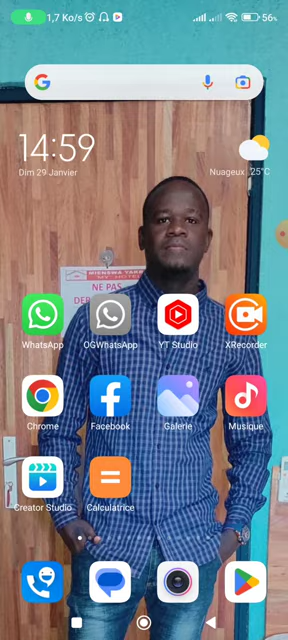 1,7 Ko/s
56%
14:59
Dim 29 Janvier
Nuageux
25°C
NE PAS
WhatsApp
OGWhatsApp
YT Studio
XRecorder
Chrome
Facebook
Galerie
Musique
Creator Studio
Calculatrice